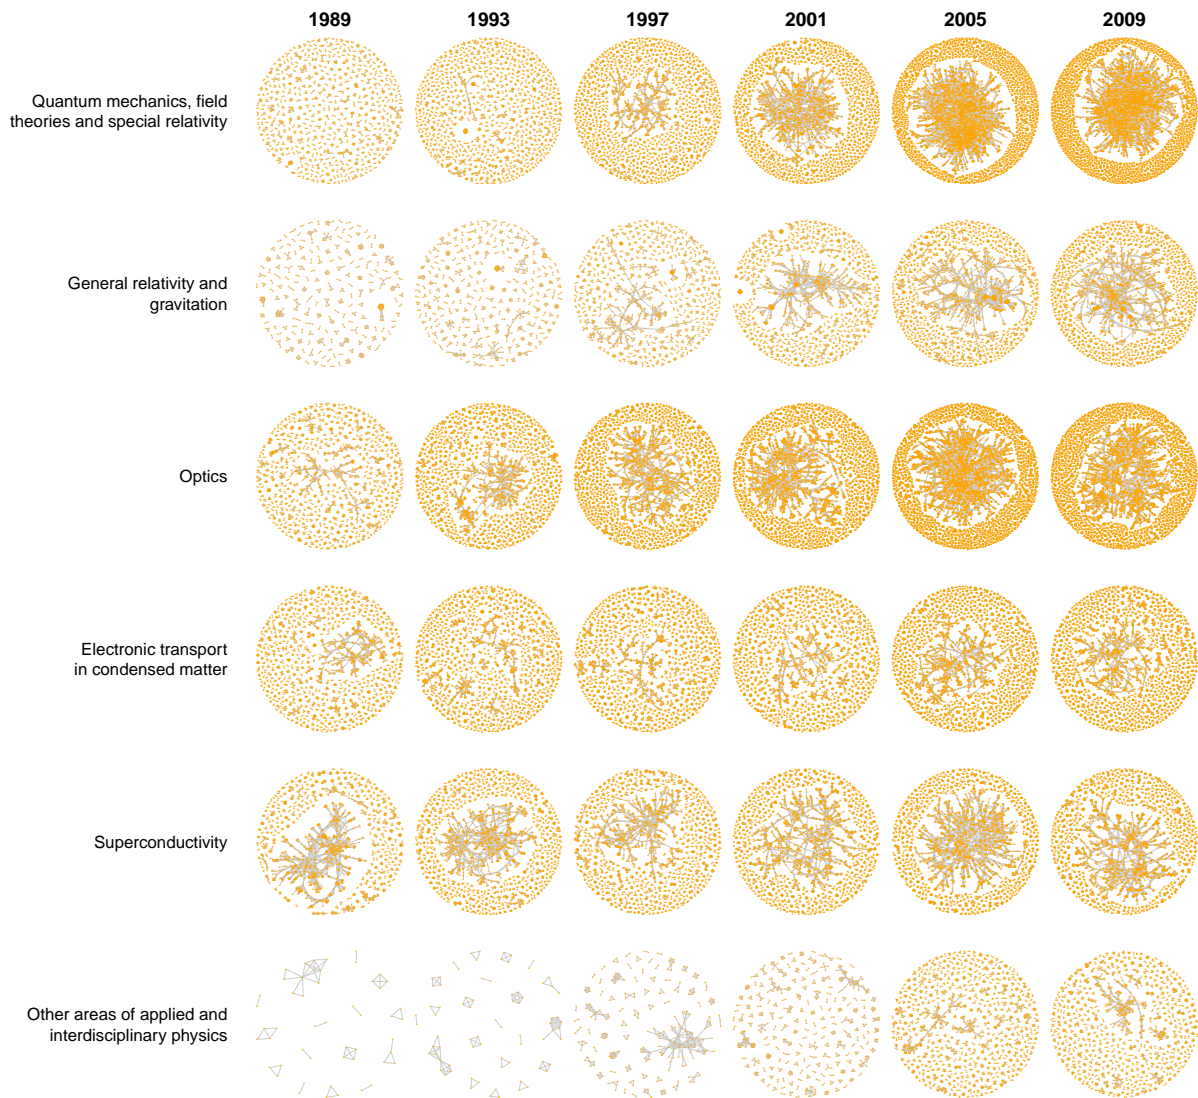 1989 1993 1997 2001 2005 2009
Quantum mechanics, field
theories and special relativity
General relativity and
gravitation
Optics
Electronic transport
in condensed matter
Superconductivity
Other areas of applied and
interdisciplinary physics